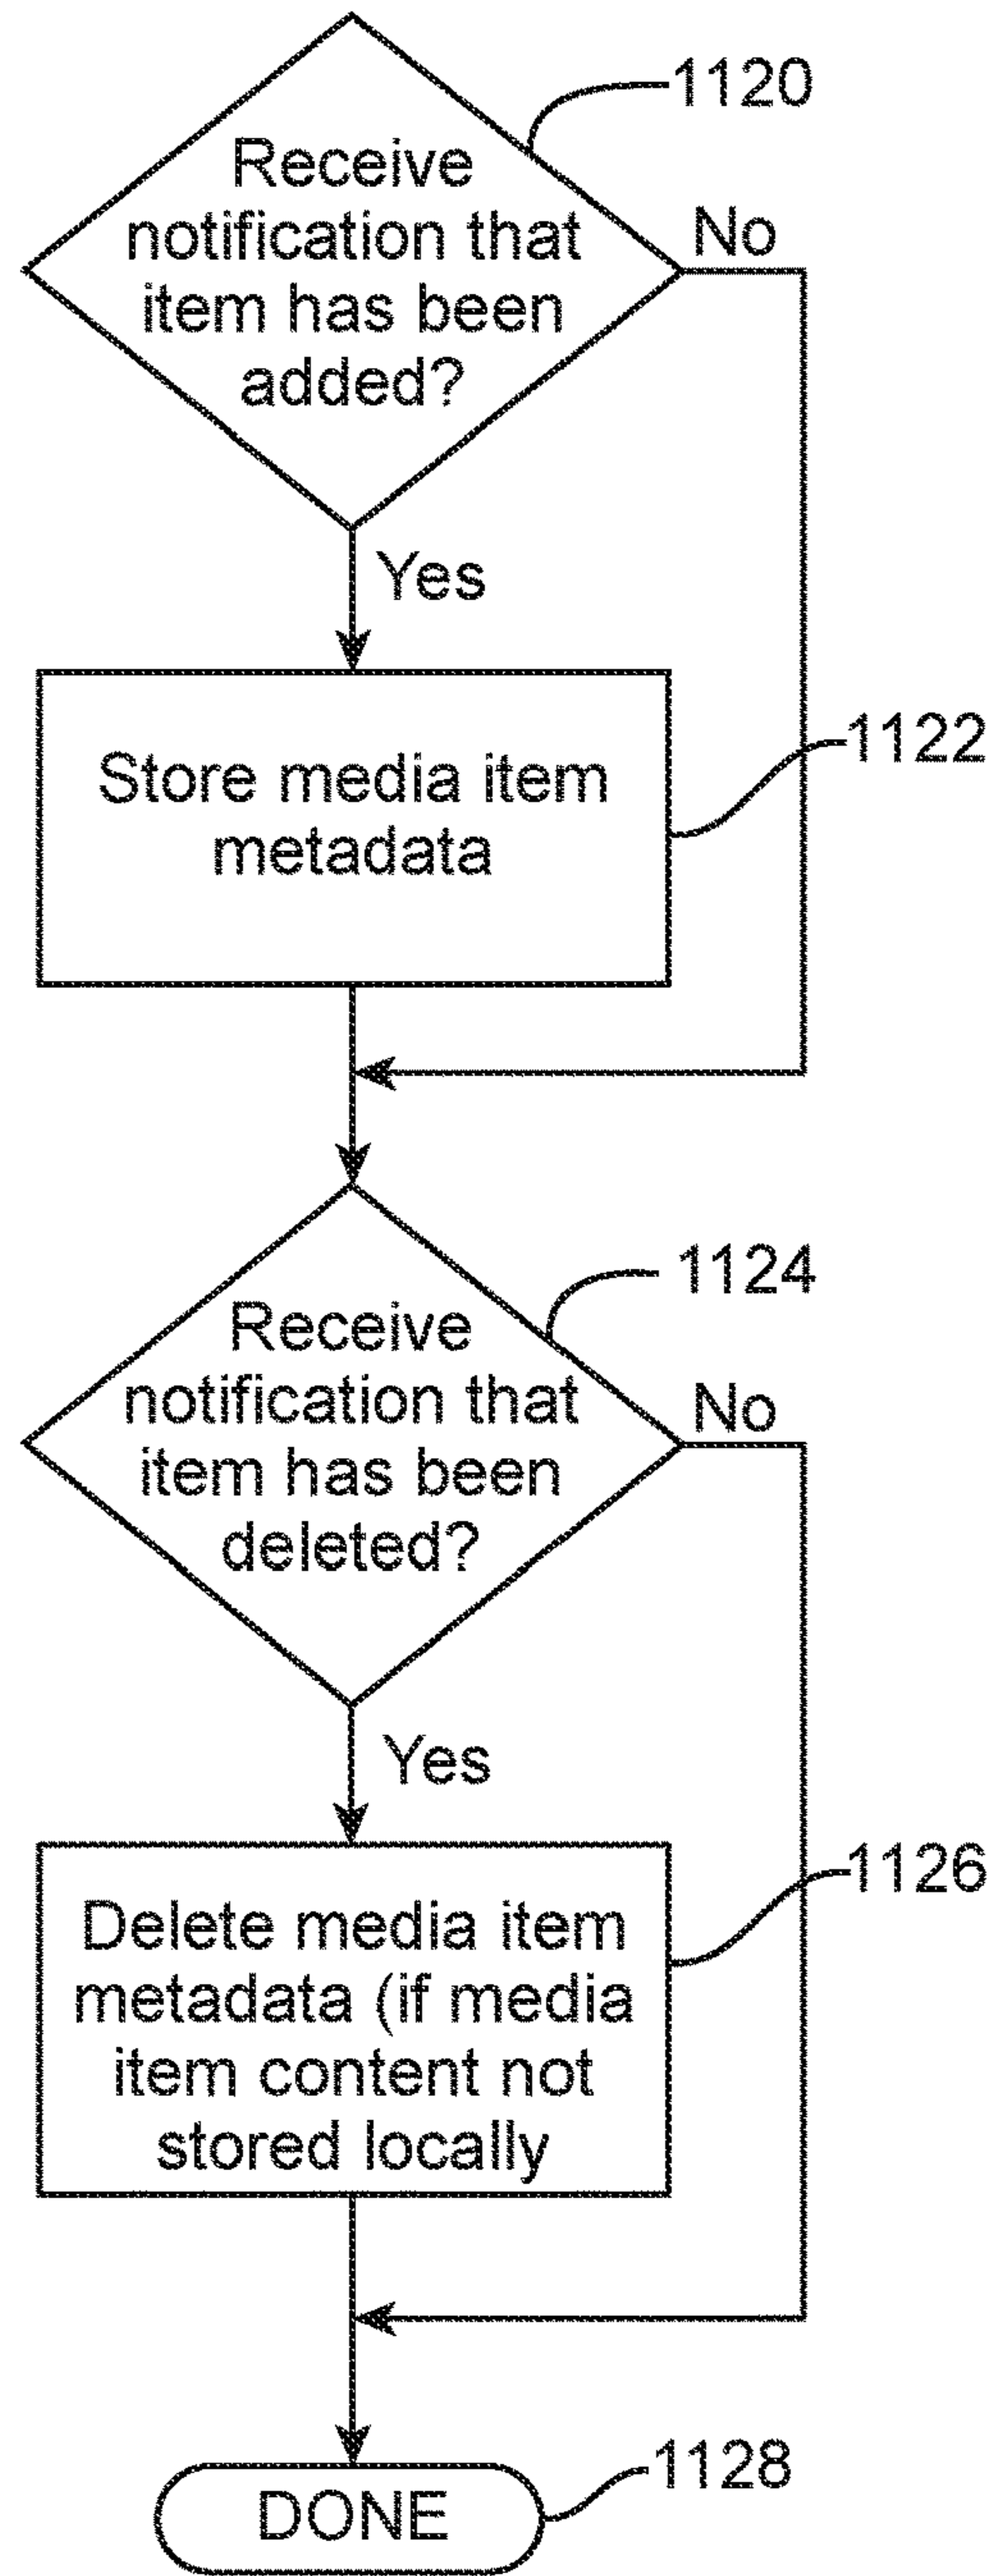 1120
Receive
notification that
item has been
added?
No
Yes
1122
Store media item
metadata
1124
Receive
notification that
item has been
deleted?
No
Yes
1126
Delete media item
metadata (if media
item content not
stored locally
1128
DONE